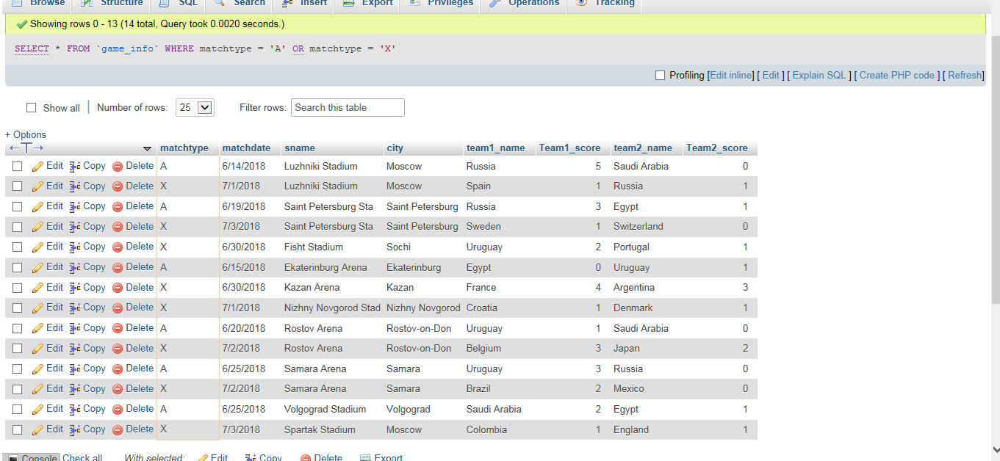 Browse Structure SQL Search Insert Export Privileges Operations Tracking
Showing rows 0 - 13 (14 total, Query took 0.0020 seconds.)
SELECT * FROM `game_info` WHERE matchtype = 'A' OR matchtype = 'X'
Profiling [Edit inline] [ Edit ] [ Explain SQL ] [ Create PHP code ] [ Refresh]
Show all Number of rows: 25 Filter rows: Search this table
+ Options
←T→ matchtype matchdate sname city team1_name Team1_score team2_name Team2_score
Edit Copy Delete A 6/14/2018 Luzhniki Stadium Moscow Russia 5 Saudi Arabia 0
Edit Copy Delete X 7/1/2018 Luzhniki Stadium Moscow Spain 1 Russia 1
Edit Copy Delete A 6/19/2018 Saint Petersburg Sta Saint Petersburg Russia 3 Egypt 1
Edit Copy Delete X 7/3/2018 Saint Petersburg Sta Saint Petersburg Sweden 1 Switzerland 0
Edit Copy Delete X 6/30/2018 Fisht Stadium Sochi Uruguay 2 Portugal 1
Edit Copy Delete A 6/15/2018 Ekaterinburg Arena Ekaterinburg Egypt 0 Uruguay 1
Edit Copy Delete X 6/30/2018 Kazan Arena Kazan France 4 Argentina 3
Edit Copy Delete X 7/1/2018 Nizhny Novgorod Stad Nizhny Novgorod Croatia 1 Denmark 1
Edit Copy Delete A 6/20/2018 Rostov Arena Rostov-on-Don Uruguay 1 Saudi Arabia 0
Edit Copy Delete X 7/2/2018 Rostov Arena Rostov-on-Don Belgium 3 Japan 2
Edit Copy Delete A 6/25/2018 Samara Arena Samara Uruguay 3 Russia 0
Edit Copy Delete X 7/2/2018 Samara Arena Samara Brazil 2 Mexico 0
Edit Copy Delete A 6/25/2018 Volgograd Stadium Volgograd Saudi Arabia 2 Egypt 1
Edit Copy Delete X 7/3/2018 Spartak Stadium Moscow Colombia 1 England 1
Console Check all With selected: Edit Copy Delete Export